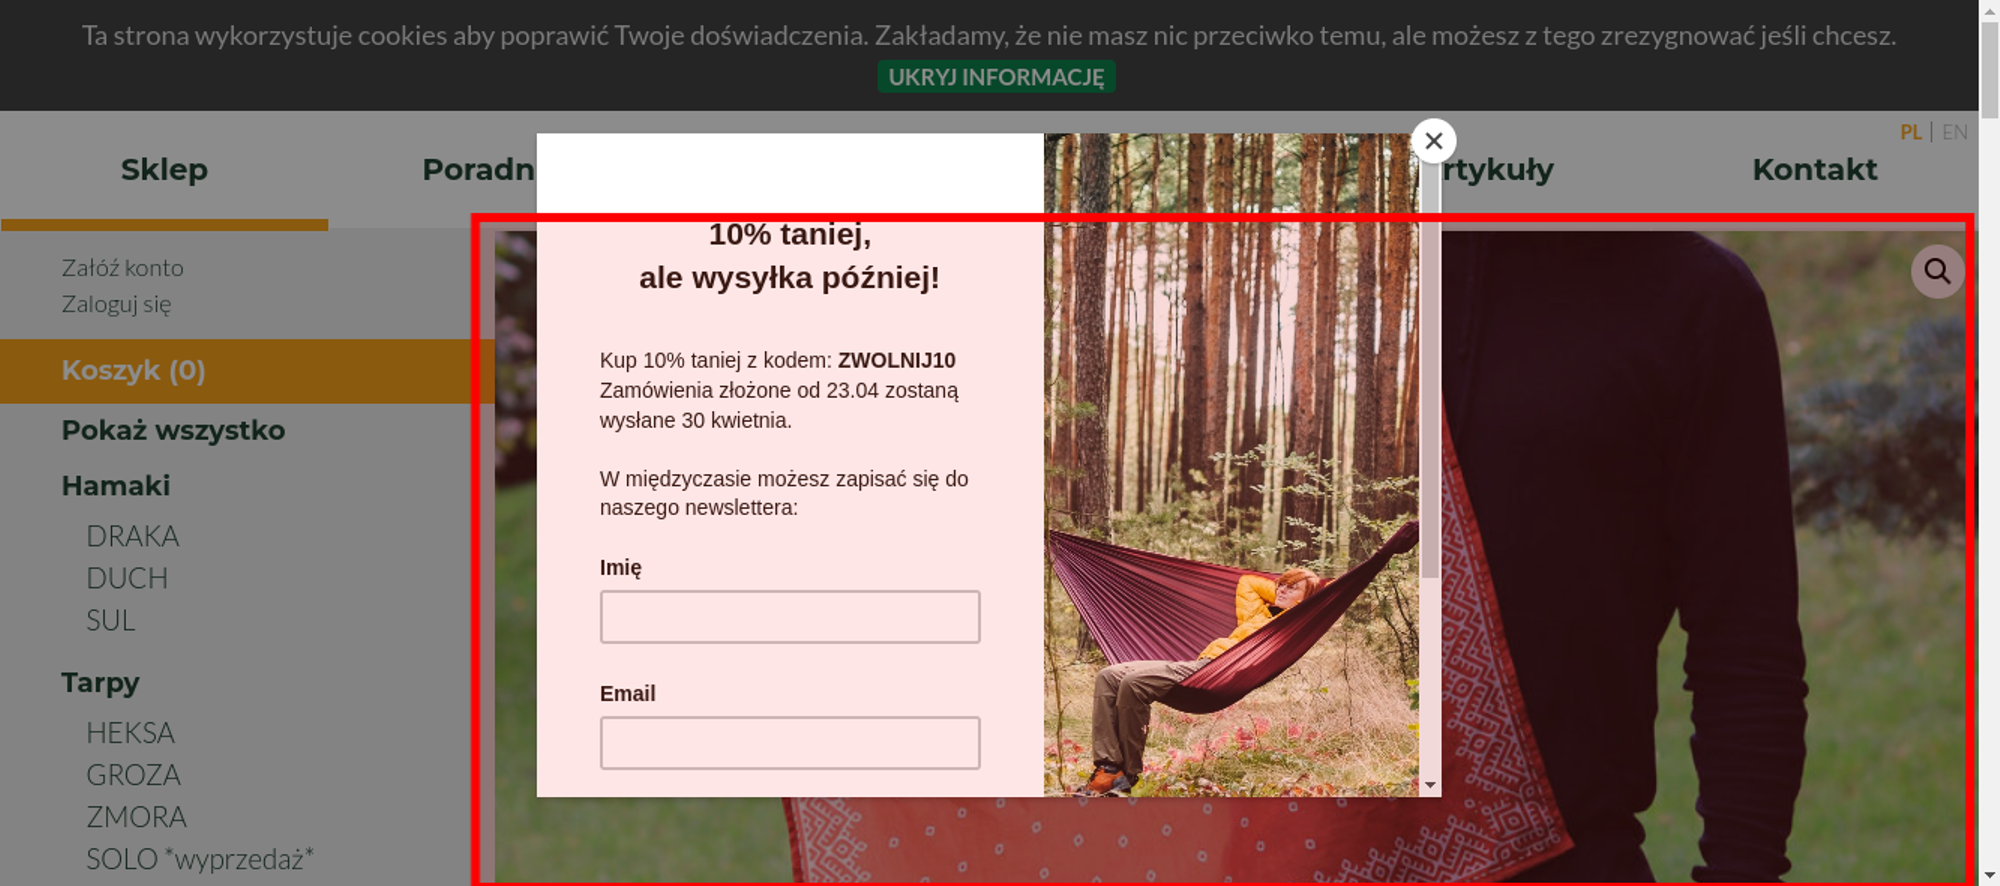 Ta strona wykorzystuje cookies aby poprawić Twoje doświadczenia. Zakładamy, że nie masz nic przeciwko temu, ale możesz z tego zrezygnować jeśli chcesz.
UKRYJ INFORMACJĘ
PL | EN
Sklep
Poradn
rtykuły
Kontakt
Załóż konto
Zaloguj się
Koszyk (0)
Pokaż wszystko
Hamaki
DRAKA
DUCH
SUL
Tarpy
HEKSA
GROZA
ZMORA
SOLO *wyprzedaż*
10% taniej,
ale wysyłka później!
Kup 10% taniej z kodem: ZWOLNIJ10
Zamówienia złożone od 23.04 zostaną
wysłane 30 kwietnia.
W międzyczasie możesz zapisać się do
naszego newslettera:
Imię
Email